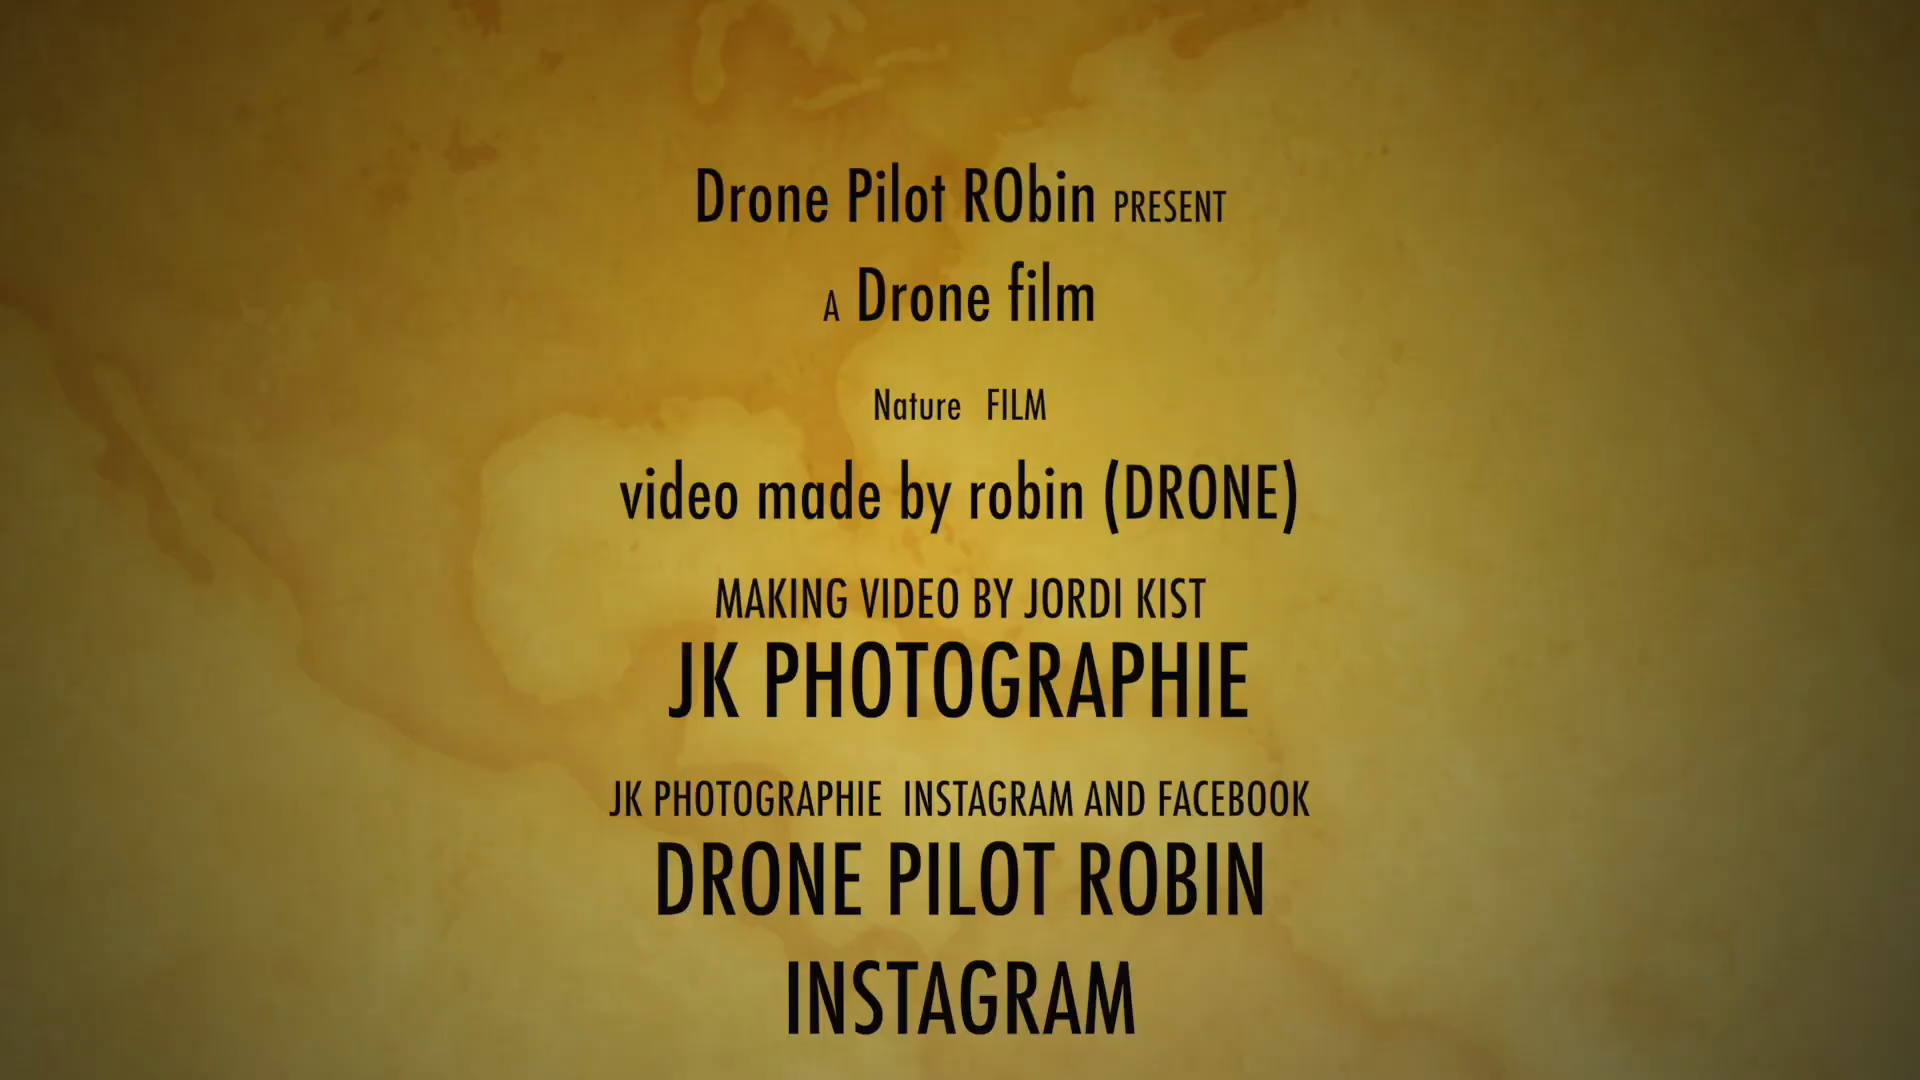 Drone Pilot RObin PRESENT
A Drone film
Nature FILM
video made by robin (DRONE)
MAKING VIDEO BY JORDI KIST
JK PHOTOGRAPHIE
JK PHOTOGRAPHIE INSTAGRAM AND FACEBOOK
DRONE PILOT ROBIN
INSTAGRAM